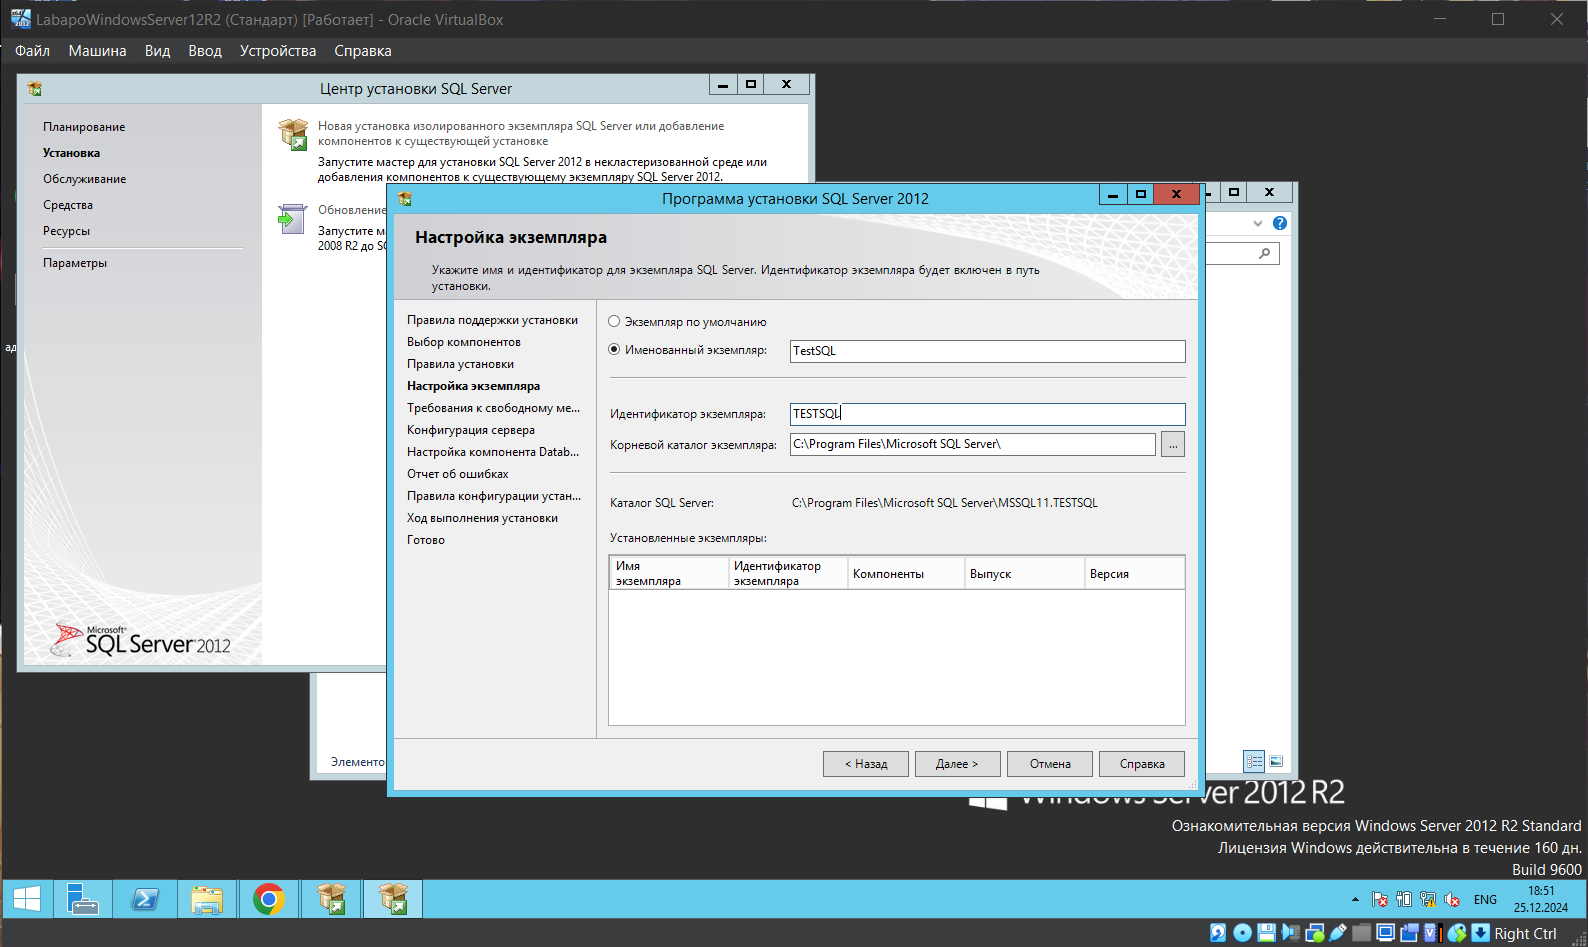 LabapoWindowsServer12R2 (Стандарт) [Работает] - Oracle VirtualBox
Файл Машина Вид Ввод Устройства Справка
Центр установки SQL Server
Планирование
Установка
Обслуживание
Средства
Ресурсы
Параметры
Новая установка изолированного экземпляра SQL Server или добавление
компонентов к существующей установке
Запустите мастер для установки SQL Server 2012 в некластеризованной среде или
добавления компонентов к существующему экземпляру SQL Server 2012.
Обновление
Запустите м
2008 R2 до SQ
Microsoft
SQL Server 2012
Программа установки SQL Server 2012
Настройка экземпляра
Укажите имя и идентификатор для экземпляра SQL Server. Идентификатор экземпляра будет включен в путь
установки.
Правила поддержки установки
Выбор компонентов
Правила установки
Настройка экземпляра
Требования к свободному ме...
Конфигурация сервера
Настройка компонента Datab...
Отчет об ошибках
Правила конфигурации устан...
Ход выполнения установки
Готово
Экземпляр по умолчанию
Именованный экземпляр: TestSQL
Идентификатор экземпляра: TESTSQL
Корневой каталог экземпляра: C:\Program Files\Microsoft SQL Server\ ...
Каталог SQL Server: C:\Program Files\Microsoft SQL Server\MSSQL11.TESTSQL
Установленные экземпляры:
Имя экземпляра Идентификатор экземпляра Компоненты Выпуск Версия
< Назад Далее > Отмена Справка
ад
Элементо
Windows Server 2012 R2
Ознакомительная версия Windows Server 2012 R2 Standard
Лицензия Windows действительна в течение 160 дн.
Build 9600
ENG
18:51
25.12.2024
Right Ctrl